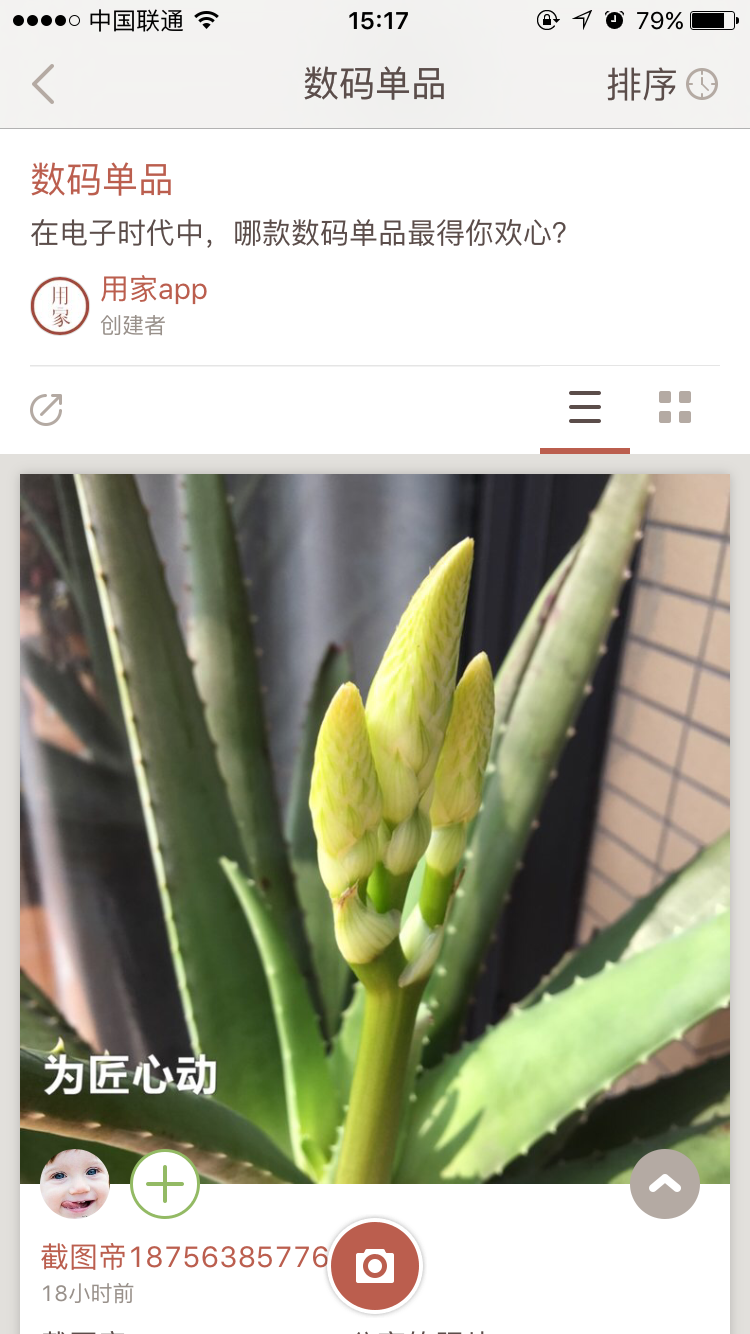 中国联通 15:17 79%
数码单品 排序
数码单品
在电子时代中，哪款数码单品最得你欢心?
用家
用家app
创建者
为匠心动
截图帝18756385776
18小时前